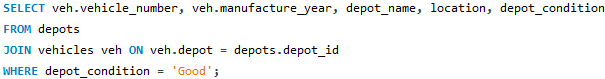 SELECT veh.vehicle_number, veh.manufacture_year, depot_name, location, depot_condition
FROM depots
JOIN vehicles veh ON veh.depot = depots.depot_id
WHERE depot_condition = 'Good';